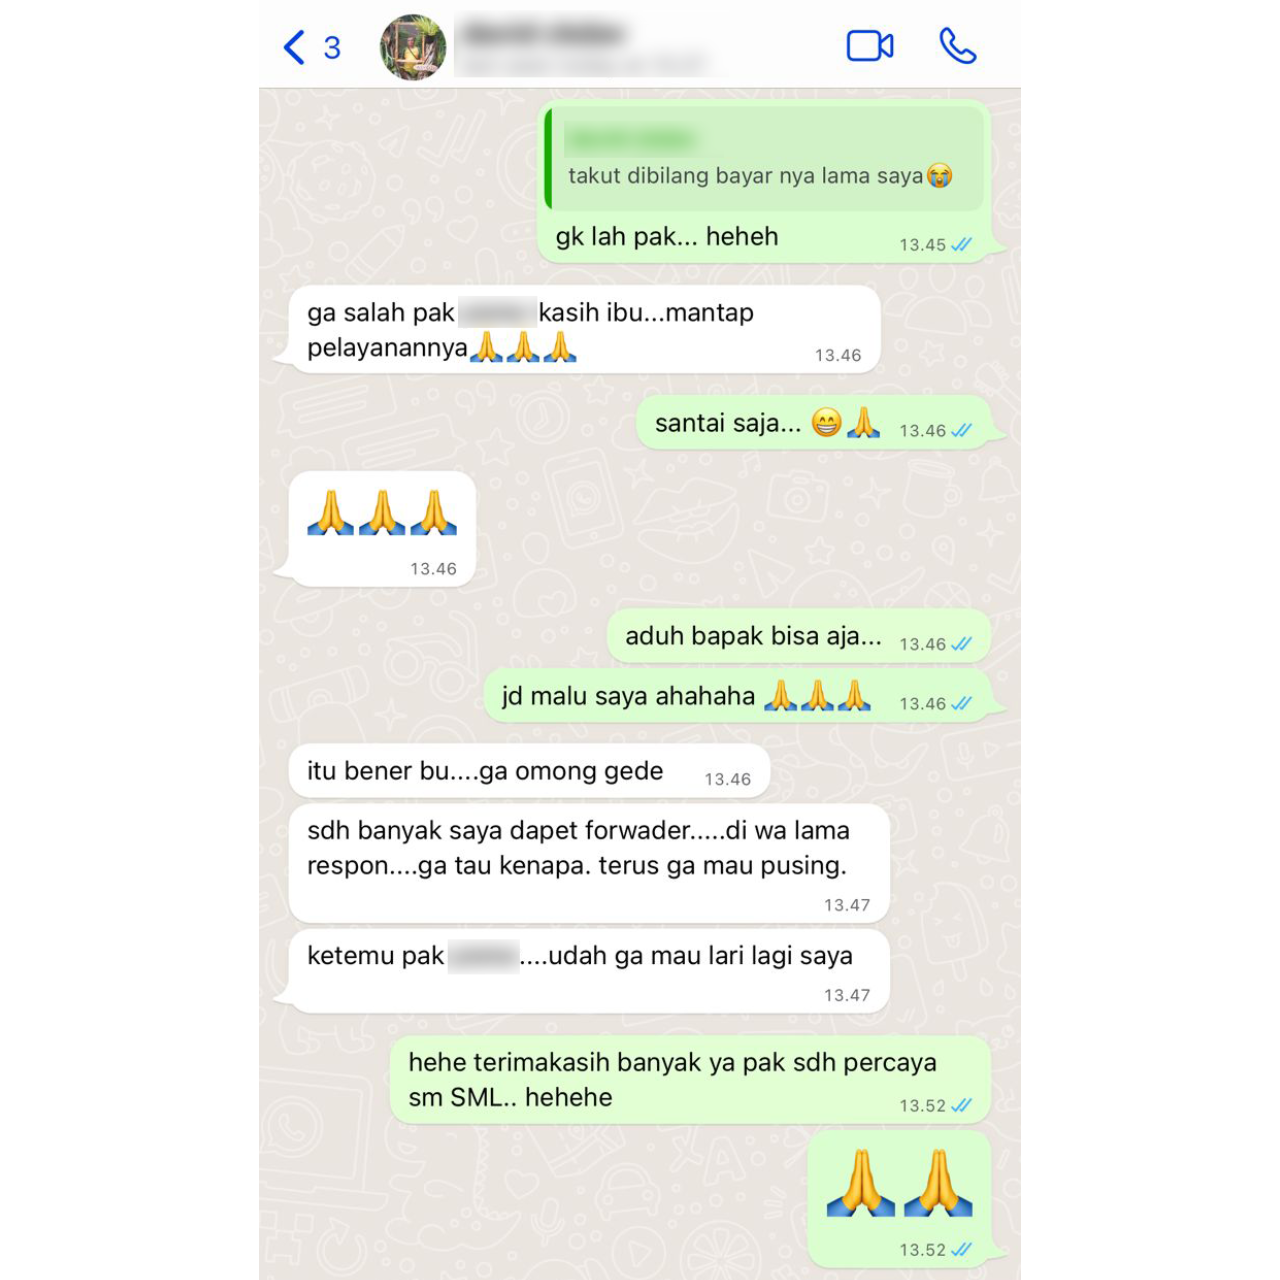 3
takut dibilang bayar nya lama saya😭
gk lah pak... heheh
13.45
ga salah pak kasih ibu...mantap
pelayanannya🙏🙏🙏
13.46
santai saja... 😁🙏
13.46
🙏🙏🙏
13.46
aduh bapak bisa aja...
13.46
jd malu saya ahahaha 🙏🙏🙏
13.46
itu bener bu....ga omong gede
13.46
sdh banyak saya dapet forwader.....di wa lama
respon....ga tau kenapa. terus ga mau pusing.
13.47
ketemu pak ....udah ga mau lari lagi saya
13.47
hehe terimakasih banyak ya pak sdh percaya
sm SML.. hehehe
13.52
🙏🙏
13.52